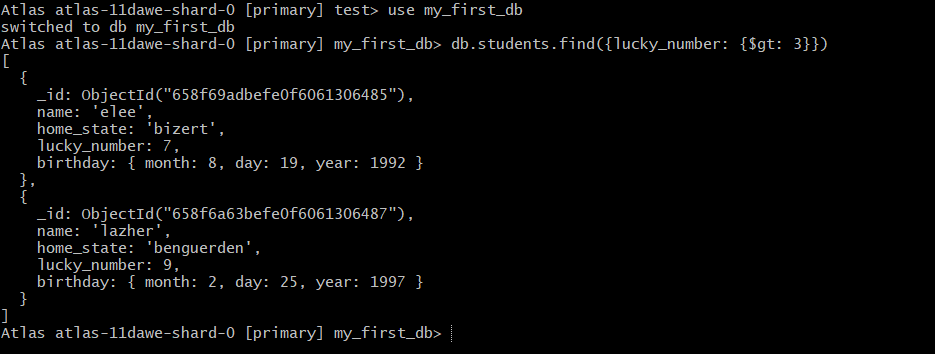 Atlas atlas-11dawe-shard-0 [primary] test> use my_first_db
switched to db my_first_db
Atlas atlas-11dawe-shard-0 [primary] my_first_db> db.students.find({lucky_number: {$gt: 3}})
[
  {
    _id: ObjectId("658f69adbefe0f6061306485"),
    name: 'elee',
    home_state: 'bizert',
    lucky_number: 7,
    birthday: { month: 8, day: 19, year: 1992 }
  },
  {
    _id: ObjectId("658f6a63befe0f6061306487"),
    name: 'lazher',
    home_state: 'benguerden',
    lucky_number: 9,
    birthday: { month: 2, day: 25, year: 1997 }
  }
]
Atlas atlas-11dawe-shard-0 [primary] my_first_db>